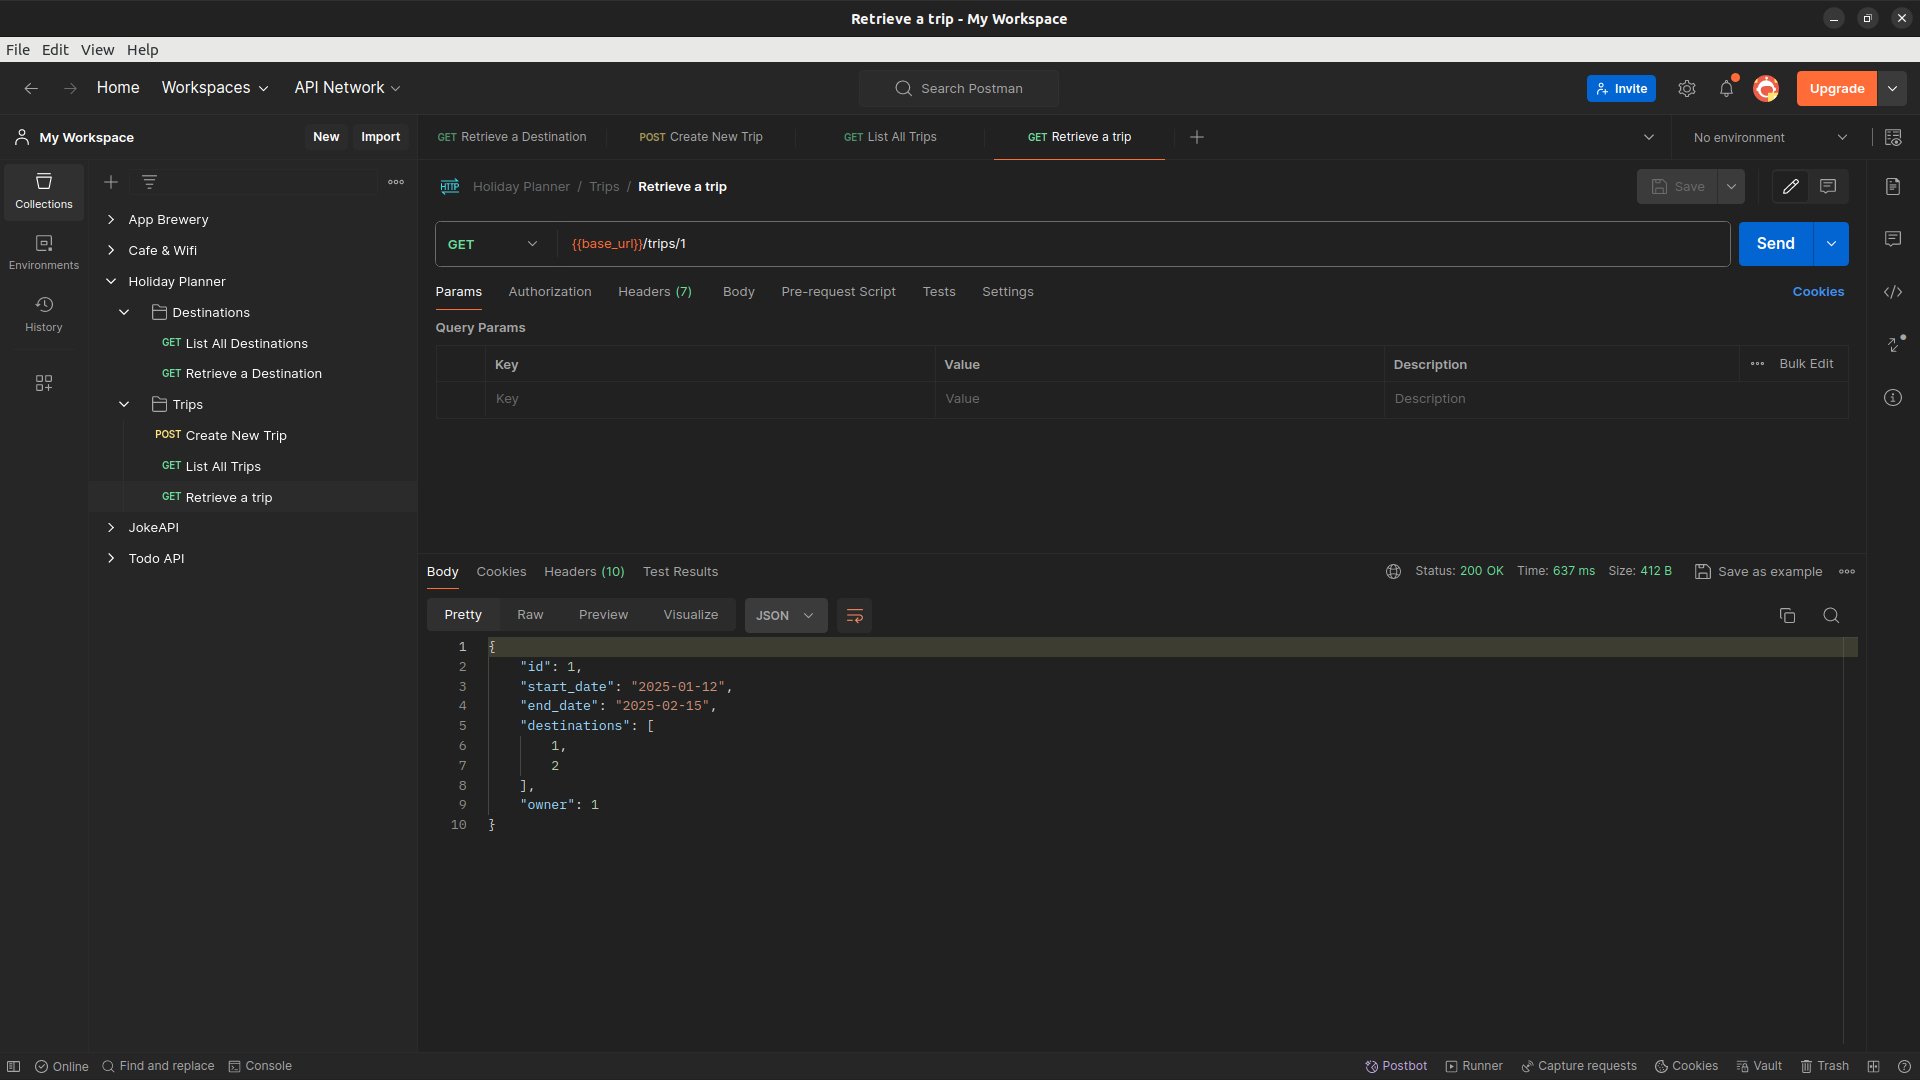 Retrieve a trip - My Workspace
File Edit View Help
Home Workspaces API Network Search Postman Invite Upgrade
My Workspace New Import
GET Retrieve a Destination POST Create New Trip GET List All Trips GET Retrieve a trip No environment
Collections
Environments
History
App Brewery
Cafe & Wifi
Holiday Planner
Destinations
GET List All Destinations
GET Retrieve a Destination
Trips
POST Create New Trip
GET List All Trips
GET Retrieve a trip
JokeAPI
Todo API
HTTP Holiday Planner / Trips / Retrieve a trip Save
GET {{base_url}}/trips/1 Send
Params Authorization Headers (7) Body Pre-request Script Tests Settings Cookies
Query Params
Key Value Description Bulk Edit
Key Value Description
Body Cookies Headers (10) Test Results Status: 200 OK Time: 637 ms Size: 412 B Save as example
Pretty Raw Preview Visualize JSON
1 {
2 "id": 1,
3 "start_date": "2025-01-12",
4 "end_date": "2025-02-15",
5 "destinations": [
6 1,
7 2
8 ],
9 "owner": 1
10 }
Online Find and replace Console Postbot Runner Capture requests Cookies Vault Trash